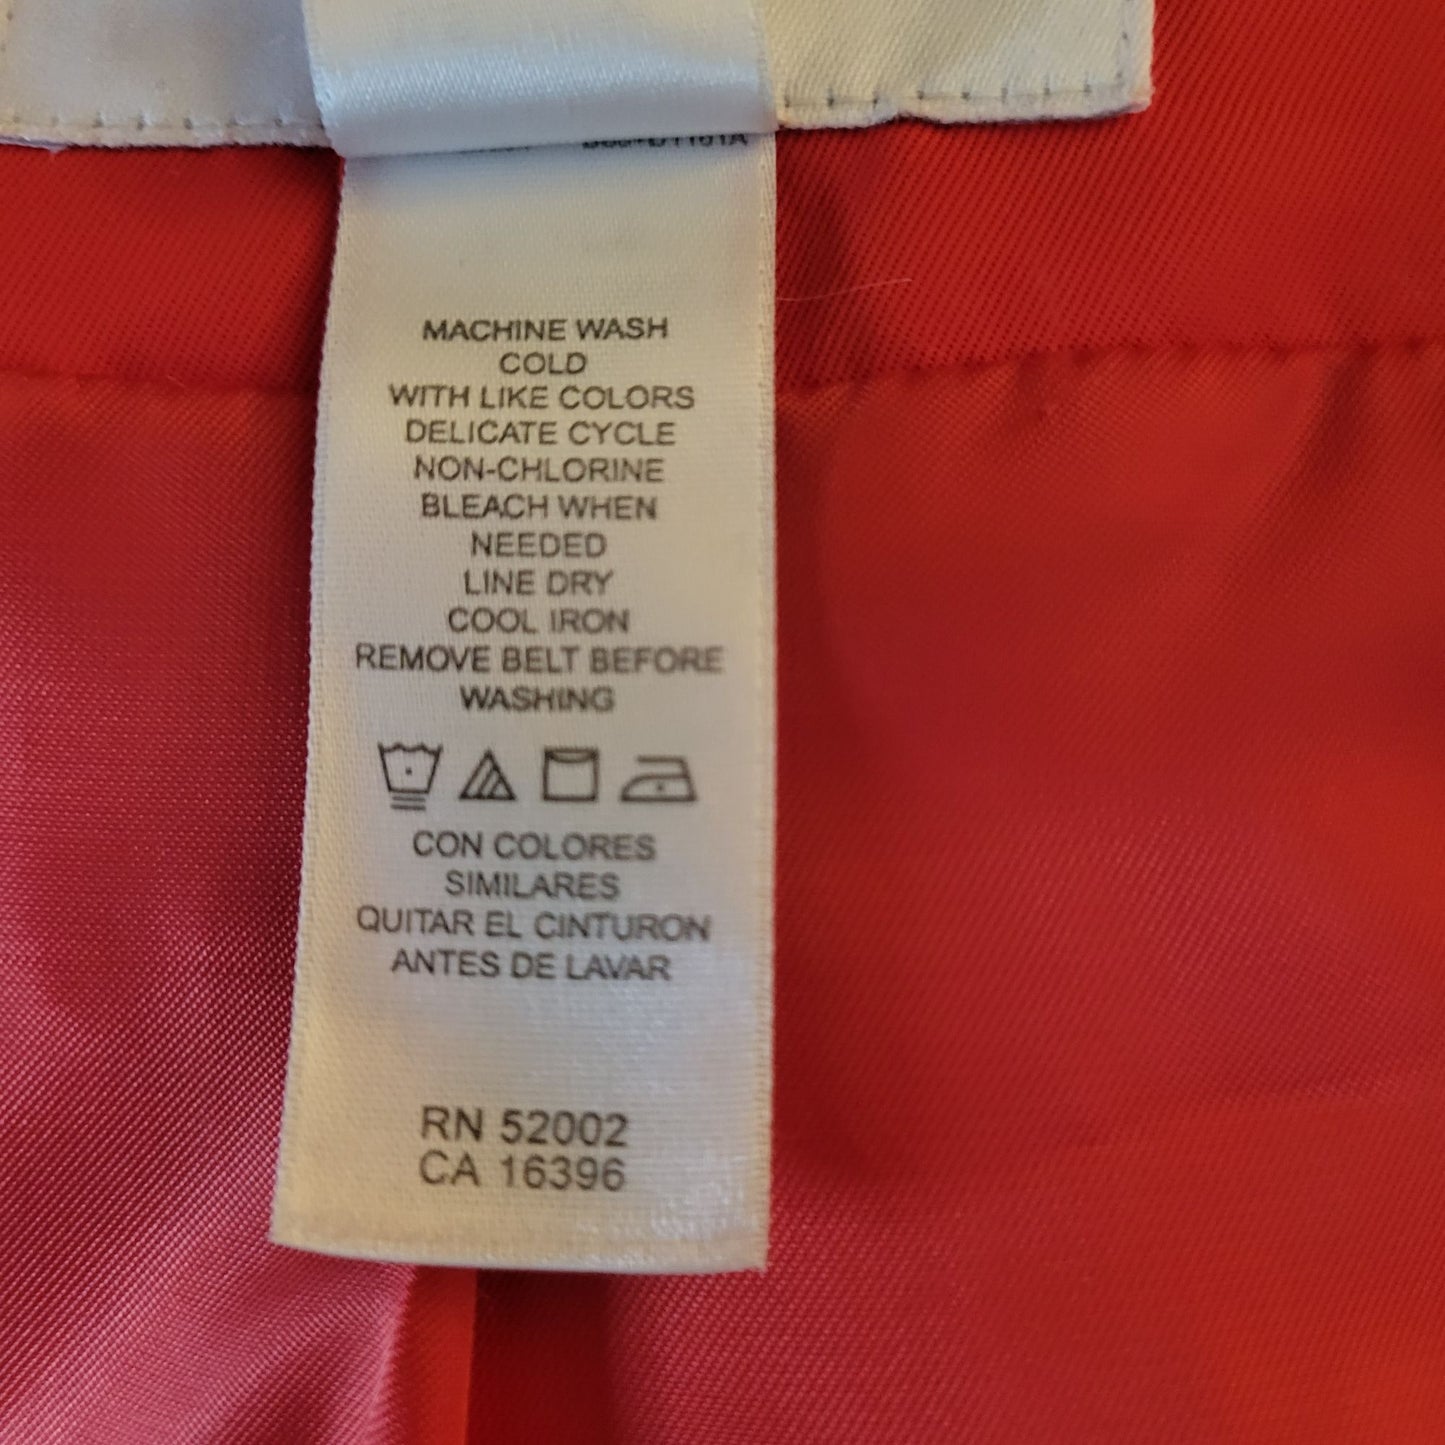 MACHINE WASH
COLD
WITH LIKE COLORS
DELICATE CYCLE
NON-CHLORINE
BLEACH WHEN
NEEDED
LINE DRY
COOL IRON
REMOVE BELT BEFORE
WASHING
CON COLORES
SIMILARES
QUITAR EL CINTURON
ANTES DE LAVAR
RN 52002
CA 16396